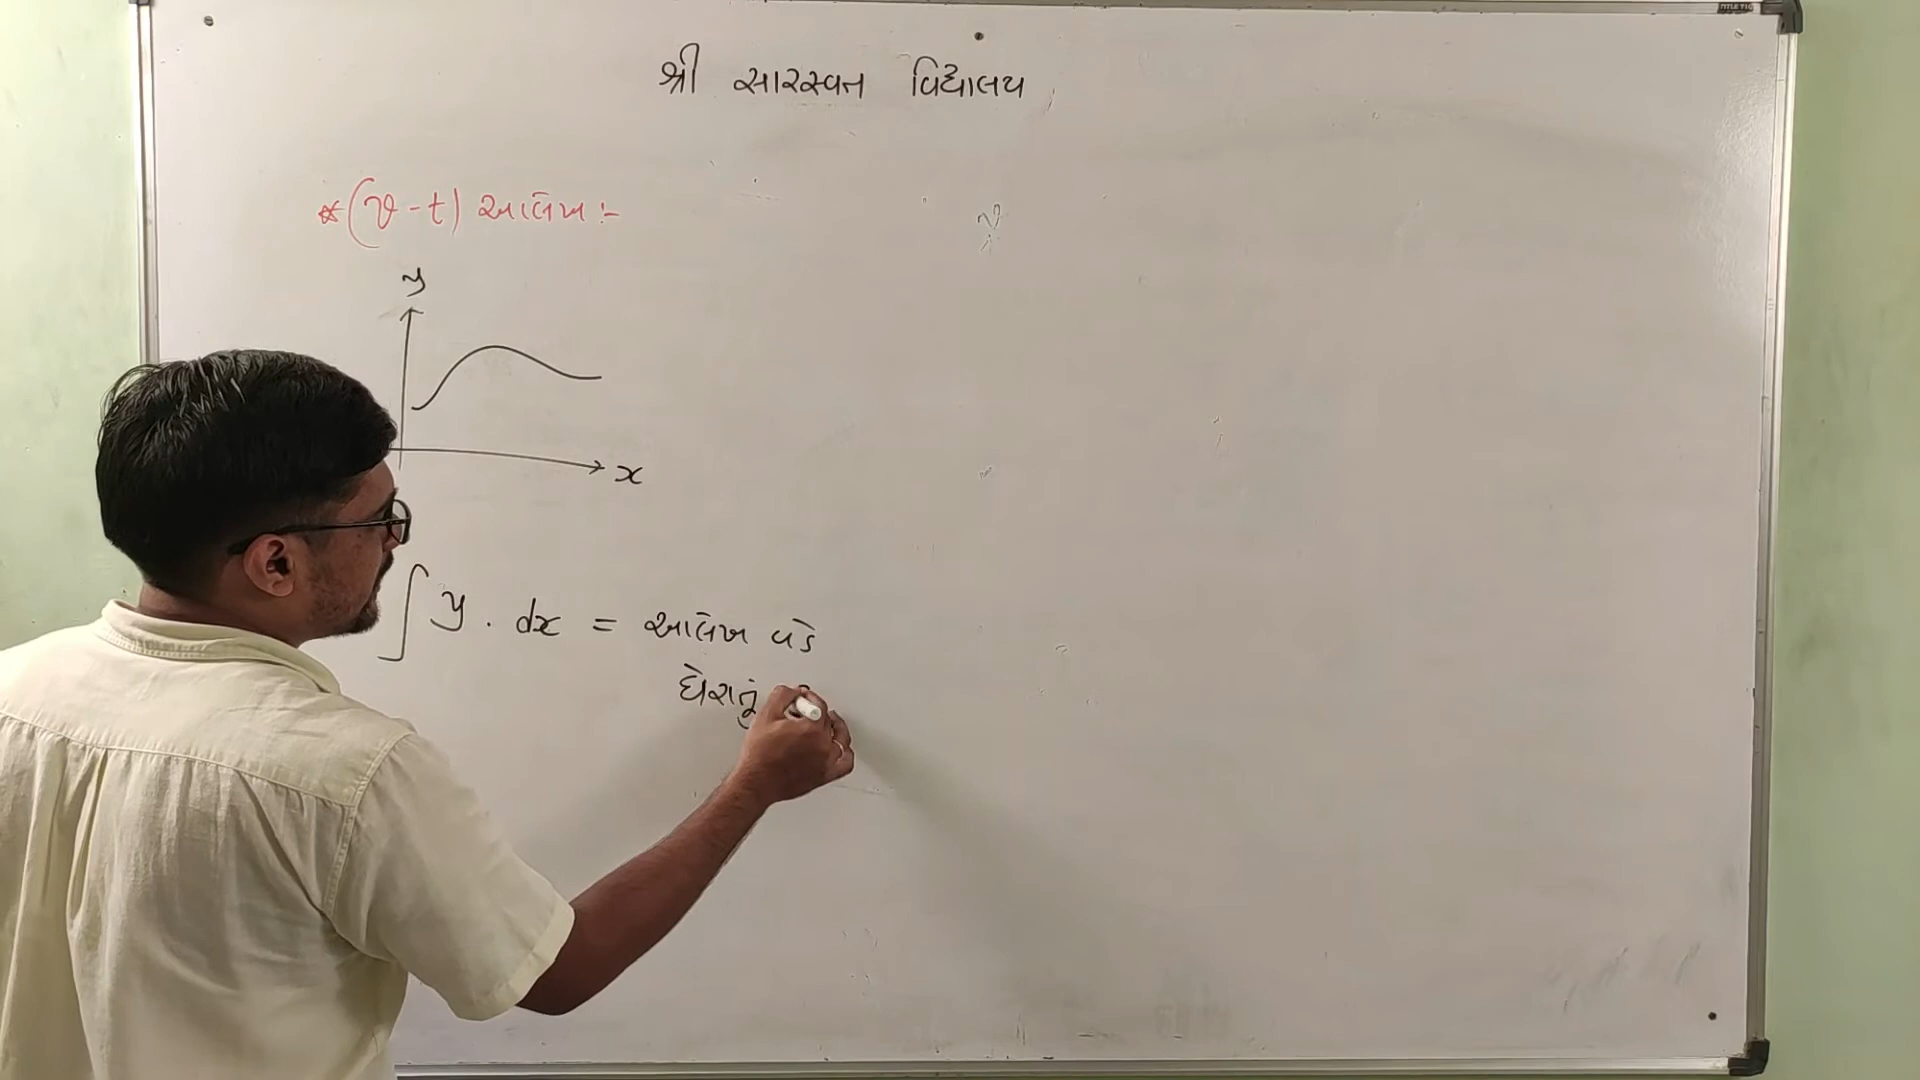 શ્રી સારસ્વત વિદ્યાલય
* (v-t) આલેખ :-
y
x
∫ y . dx = આલેખ વડે
ઘેરાતું